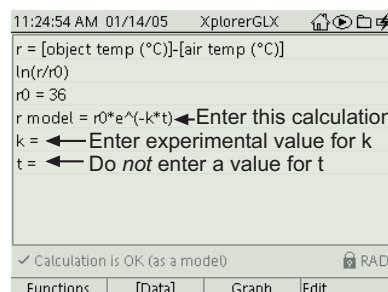 11:24:54 AM 01/14/05 XplorerGLX
r = [object temp (°C)]-[air temp (°C)]
ln(r/r0)
r0 = 36
r model = r0*e^(-k*t) Enter this calculation
k = Enter experimental value for k
t = Do not enter a value for t
✓ Calculation is OK (as a model) RAD
Functions [Data] Graph Edit